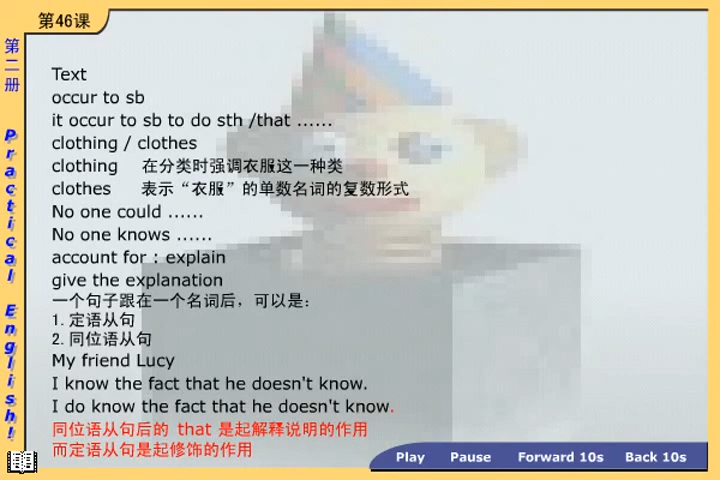 第46课
第二册
Practical English!
Text
occur to sb
it occur to sb to do sth /that ......
clothing / clothes
clothing 在分类时强调衣服这一种类
clothes 表示“衣服”的单数名词的复数形式
No one could ......
No one knows ......
account for : explain
give the explanation
一个句子跟在一个名词后，可以是：
1.定语从句
2.同位语从句
My friend Lucy
I know the fact that he doesn't know.
I do know the fact that he doesn't know.
同位语从句后的 that 是起解释说明的作用
而定语从句是起修饰的作用
Play Pause Forward 10s Back 10s